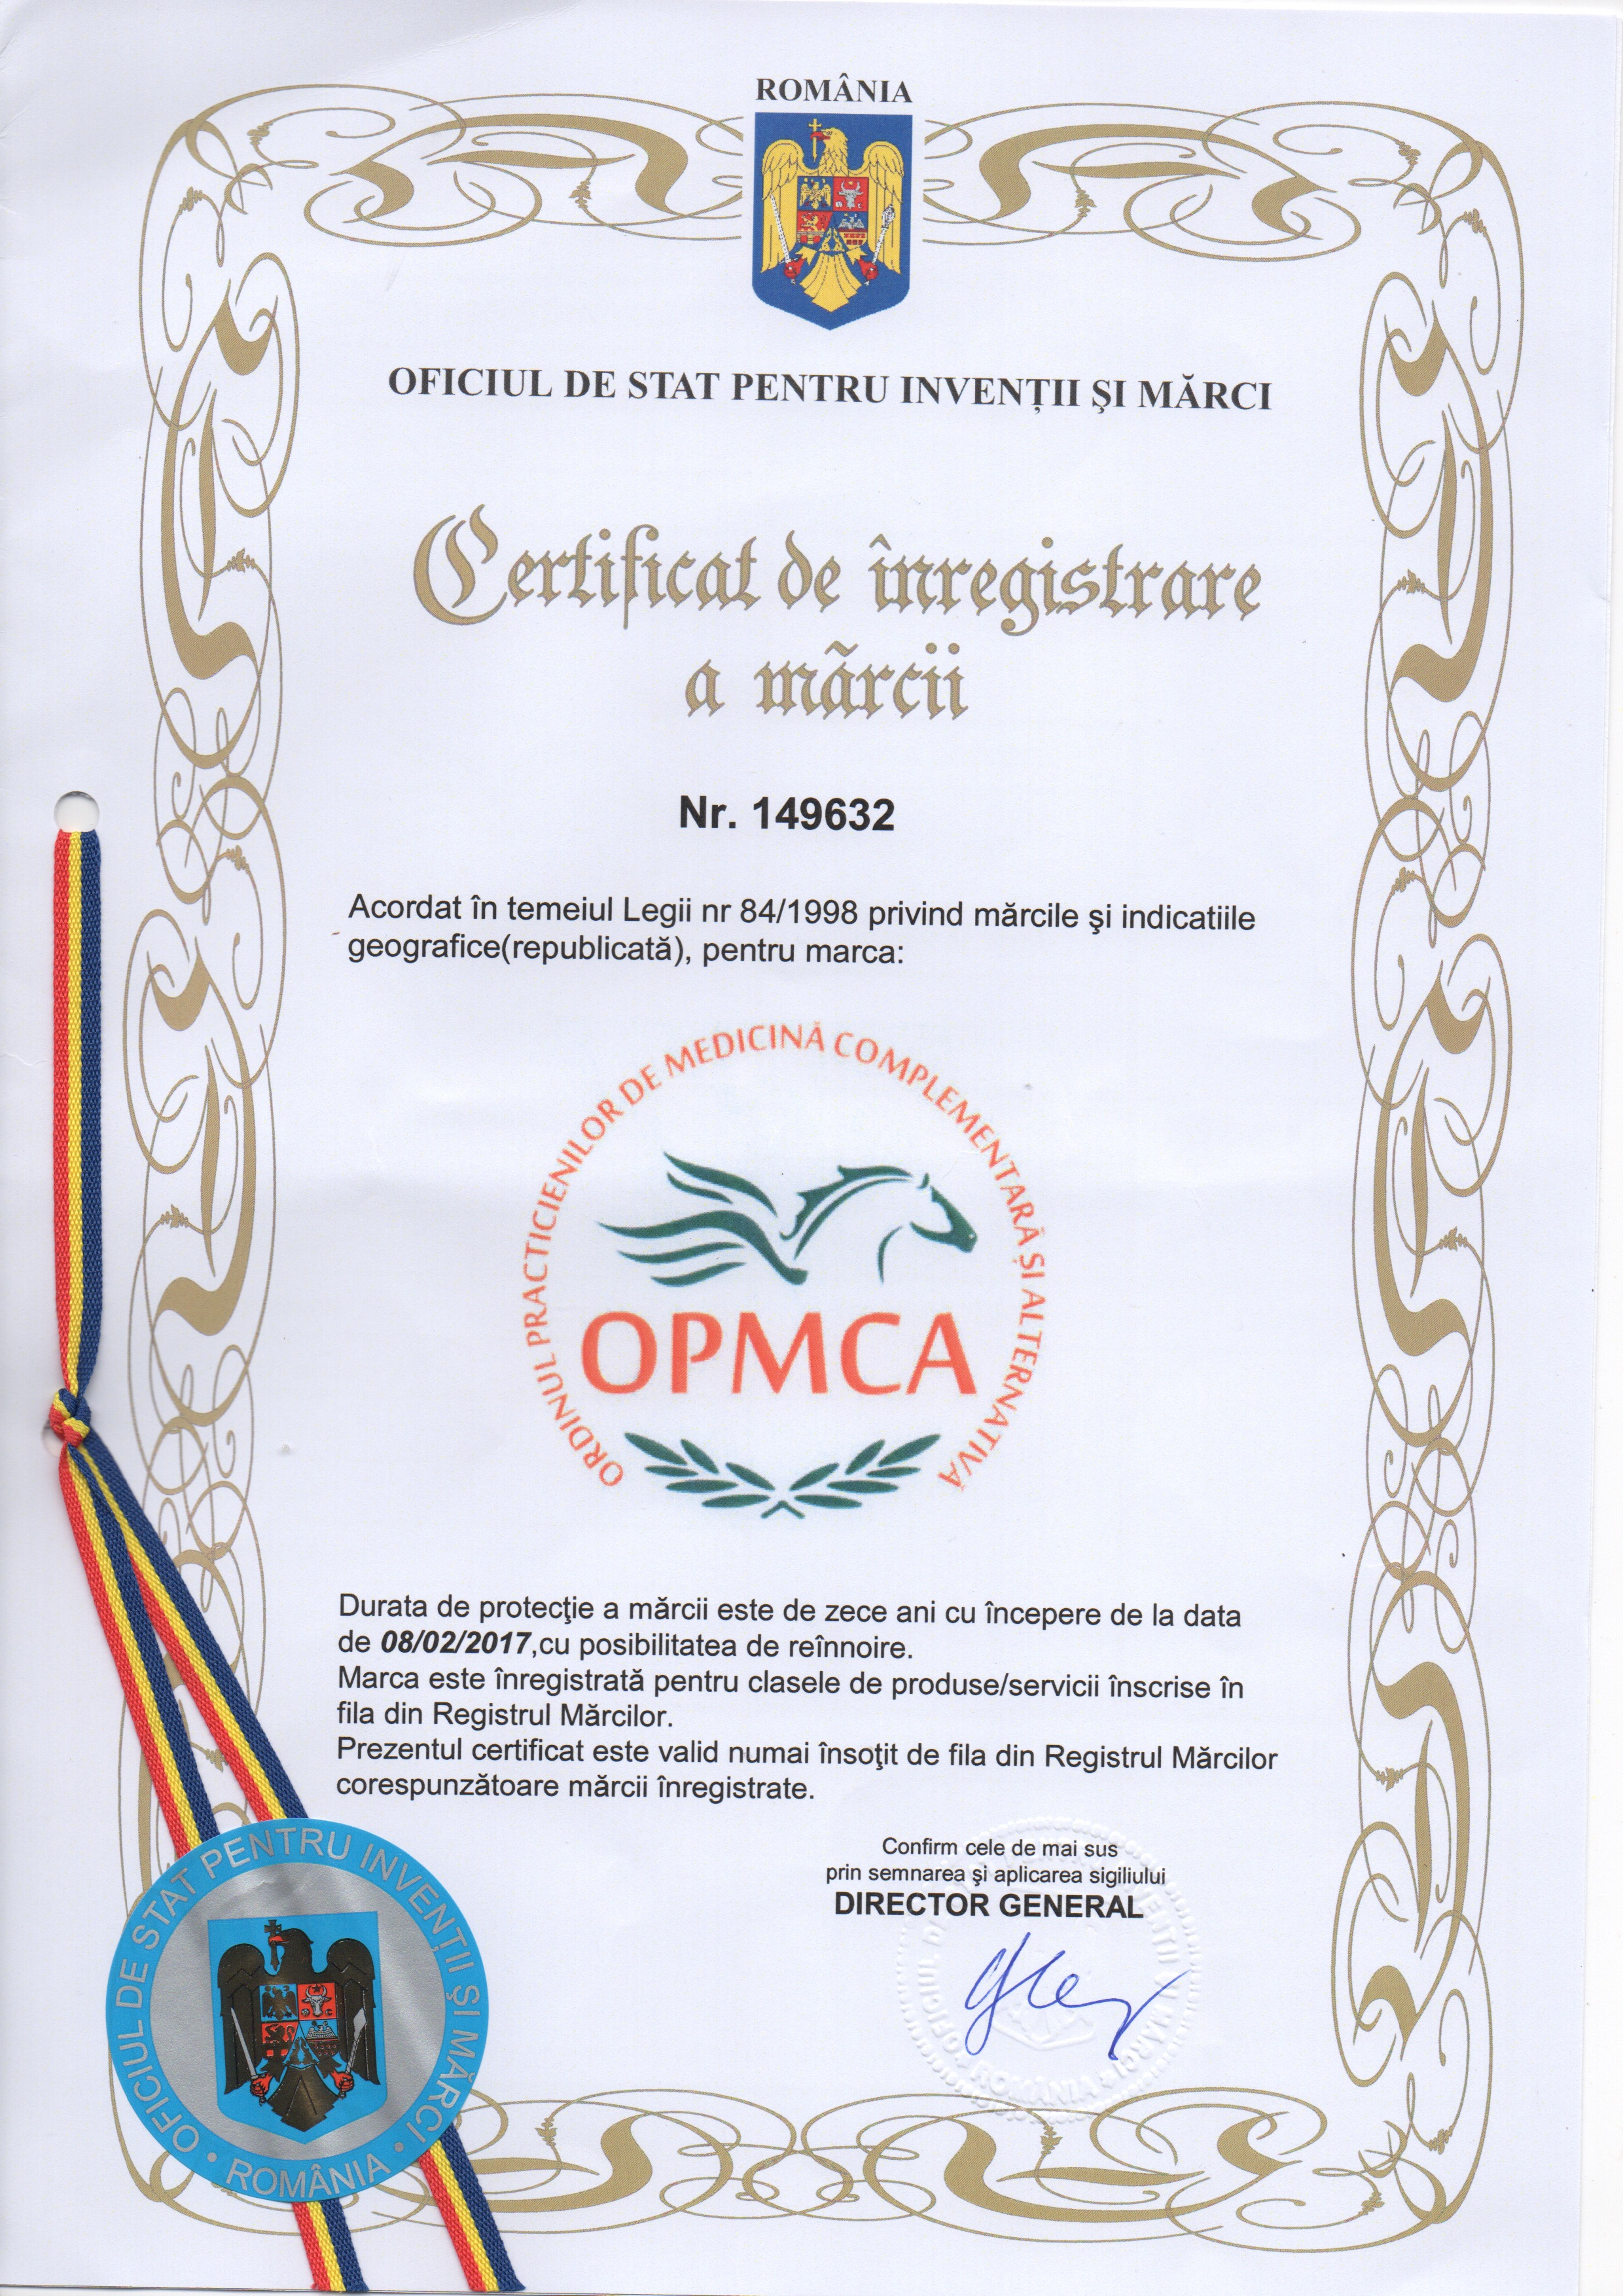 ROMÂNIA
OFICIUL DE STAT PENTRU INVENȚII ŞI MĂRCI
Certificat de înregistrare
a mărcii
Nr. 149632
Acordat în temeiul Legii nr 84/1998 privind mărcile şi indicatiile
geografice(republicată), pentru marca:
ORDINUL PRACTICIENILOR DE MEDICINĂ COMPLEMENTARĂ ȘI ALTERNATIVĂ
OPMCA
Durata de protecţie a mărcii este de zece ani cu începere de la data
de 08/02/2017,cu posibilitatea de reînnoire.
Marca este înregistrată pentru clasele de produse/servicii înscrise în
fila din Registrul Mărcilor.
Prezentul certificat este valid numai însoţit de fila din Registrul Mărcilor
corespunzătoare mărcii înregistrate.
Confirm cele de mai sus
prin semnarea şi aplicarea sigiliului
DIRECTOR GENERAL
OFICIUL DE STAT PENTRU INVENȚII ŞI MĂRCI
• ROMÂNIA •